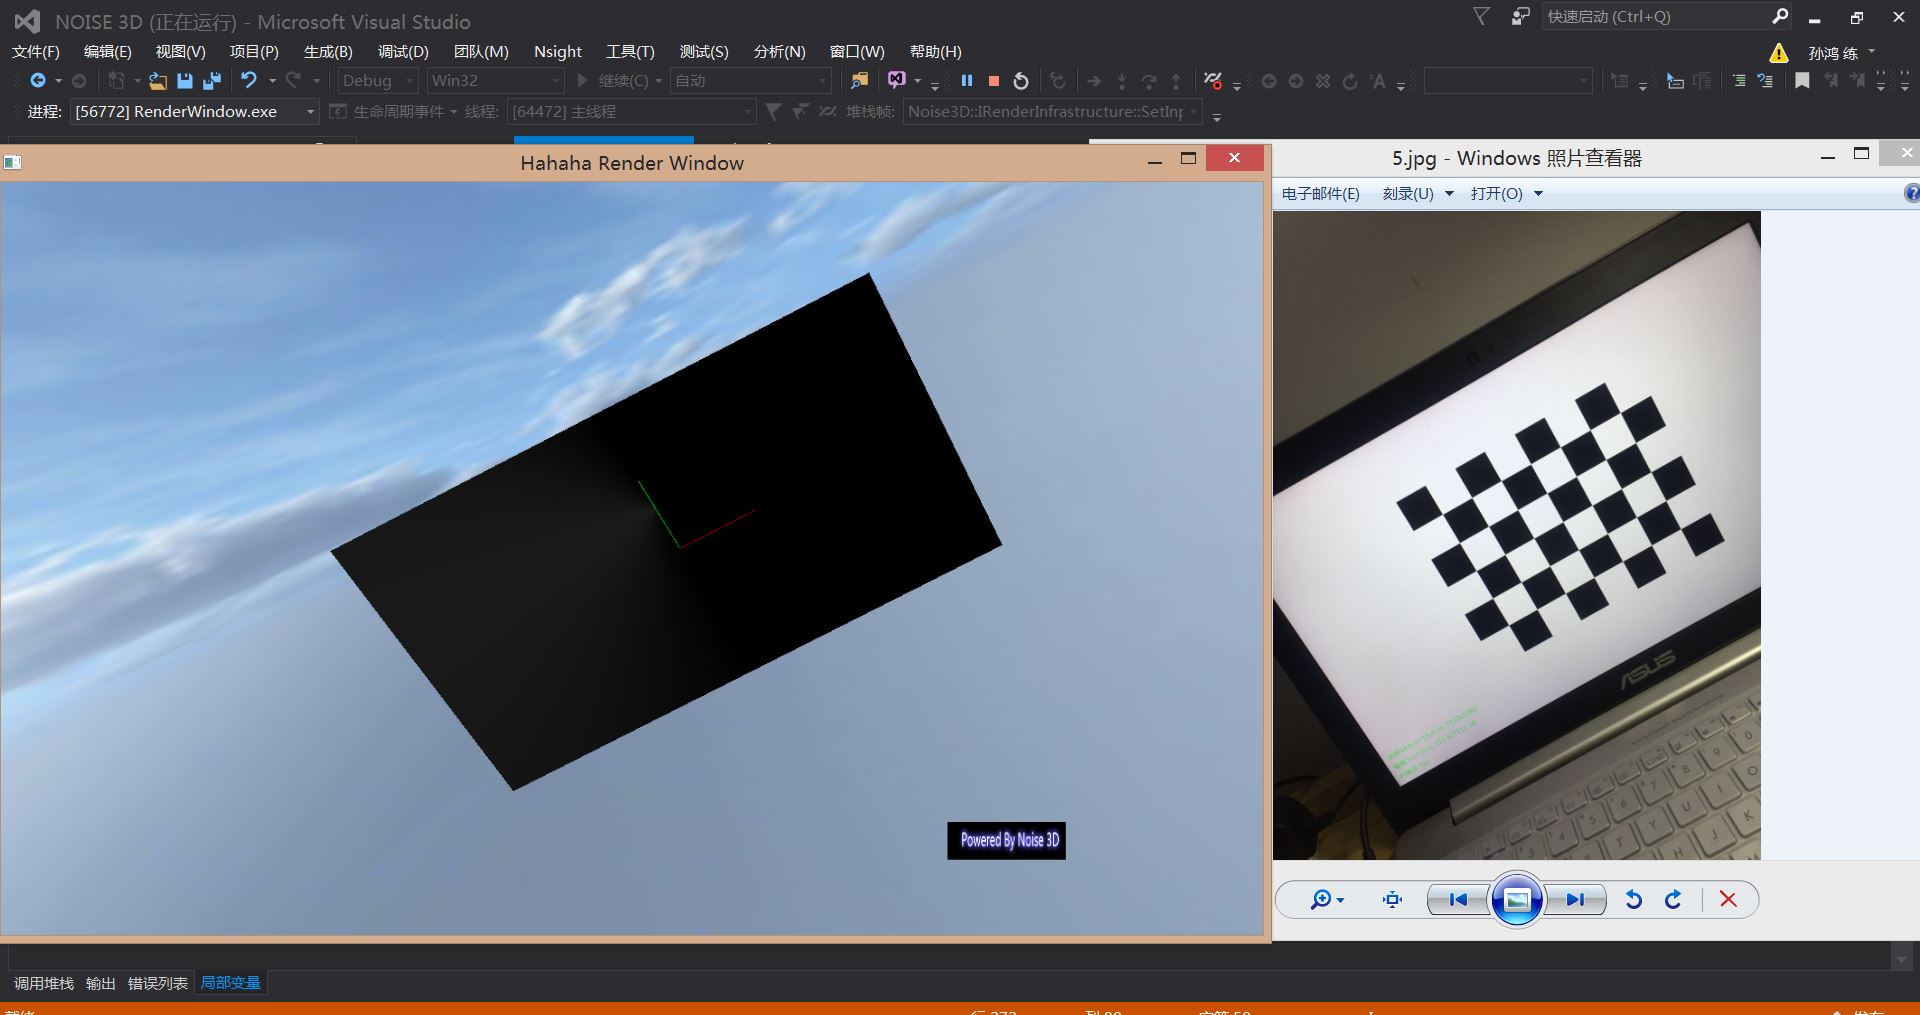 NOISE 3D (正在运行) - Microsoft Visual Studio
快速启动 (Ctrl+Q)
文件(F) 编辑(E) 视图(V) 项目(P) 生成(B) 调试(D) 团队(M) Nsight 工具(T) 测试(S) 分析(N) 窗口(W) 帮助(H)
孙鸿 练
Debug Win32 继续(C) 自动
进程: [56772] RenderWindow.exe 生命周期事件 线程: [64472] 主线程 堆栈帧: Noise3D::IRenderInfrastructure::SetInp
Hahaha Render Window
5.jpg - Windows 照片查看器
电子邮件(E) 刻录(U) 打开(O)
ASUS
Powered By Noise 3D
调用堆栈 输出 错误列表 局部变量